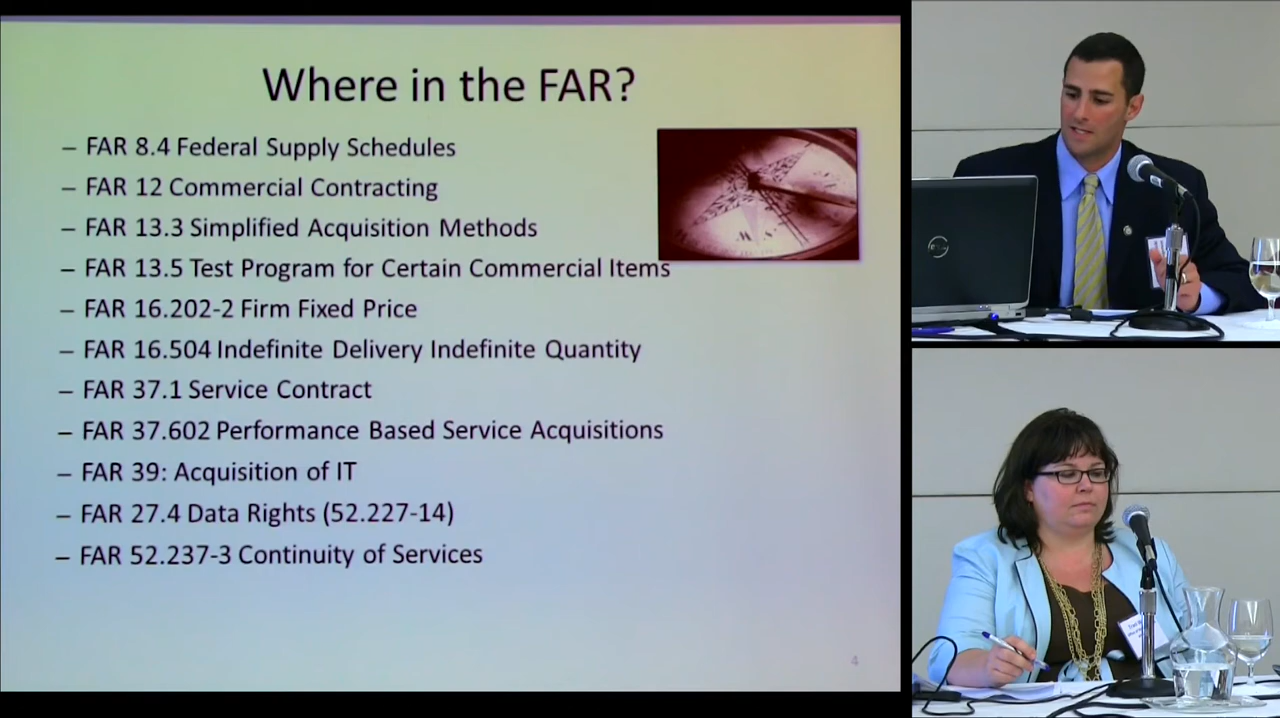 Where in the FAR?
– FAR 8.4 Federal Supply Schedules
– FAR 12 Commercial Contracting
– FAR 13.3 Simplified Acquisition Methods
– FAR 13.5 Test Program for Certain Commercial Items
– FAR 16.202-2 Firm Fixed Price
– FAR 16.504 Indefinite Delivery Indefinite Quantity
– FAR 37.1 Service Contract
– FAR 37.602 Performance Based Service Acquisitions
– FAR 39: Acquisition of IT
– FAR 27.4 Data Rights (52.227-14)
– FAR 52.237-3 Continuity of Services
4
DELL